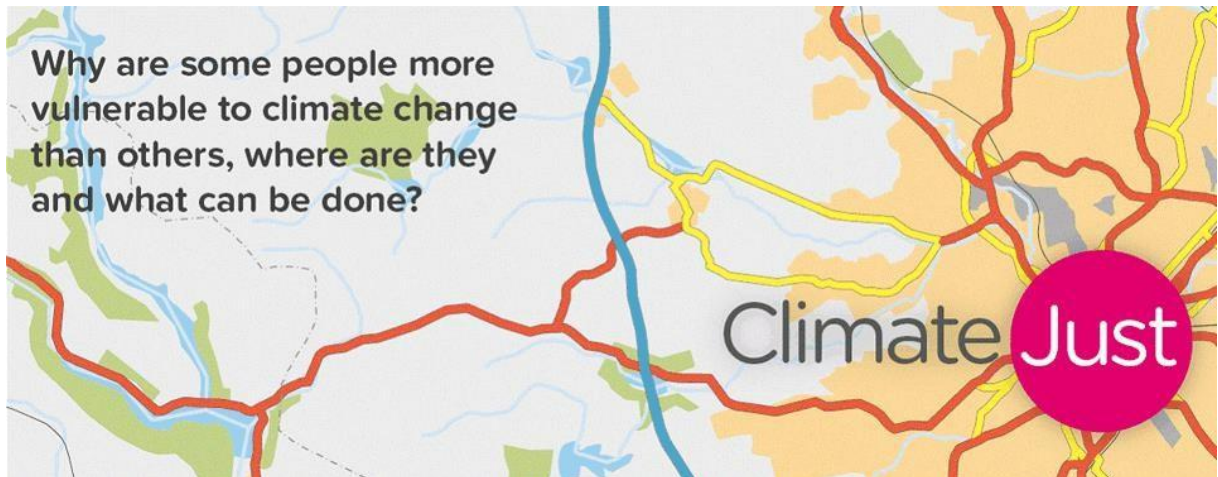 Why are some people more
vulnerable to climate change
than others, where are they
and what can be done?
Climate Just